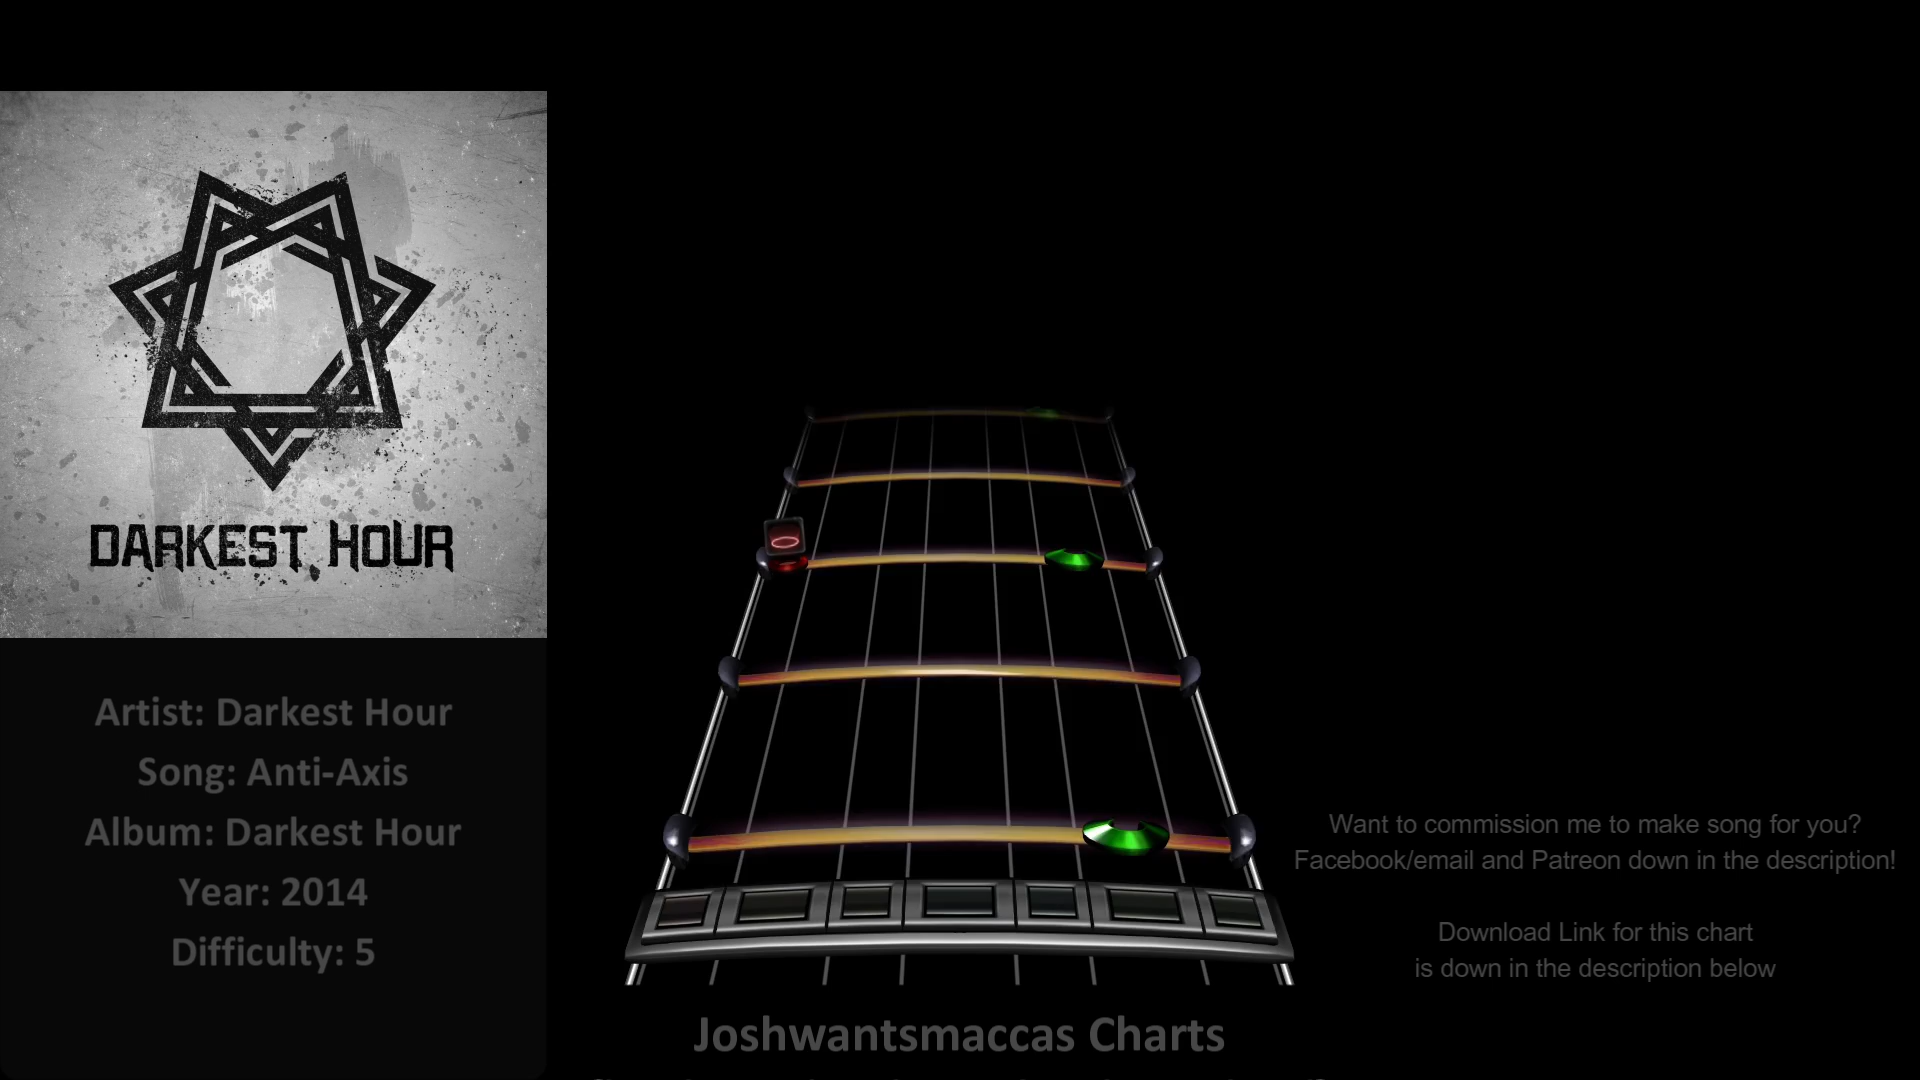 DARKEST HOUR
Artist: Darkest Hour
Song: Anti-Axis
Album: Darkest Hour
Year: 2014
Difficulty: 5
Want to commission me to make song for you?
Facebook/email and Patreon down in the description!
Download Link for this chart
is down in the description below
Joshwantsmaccas Charts